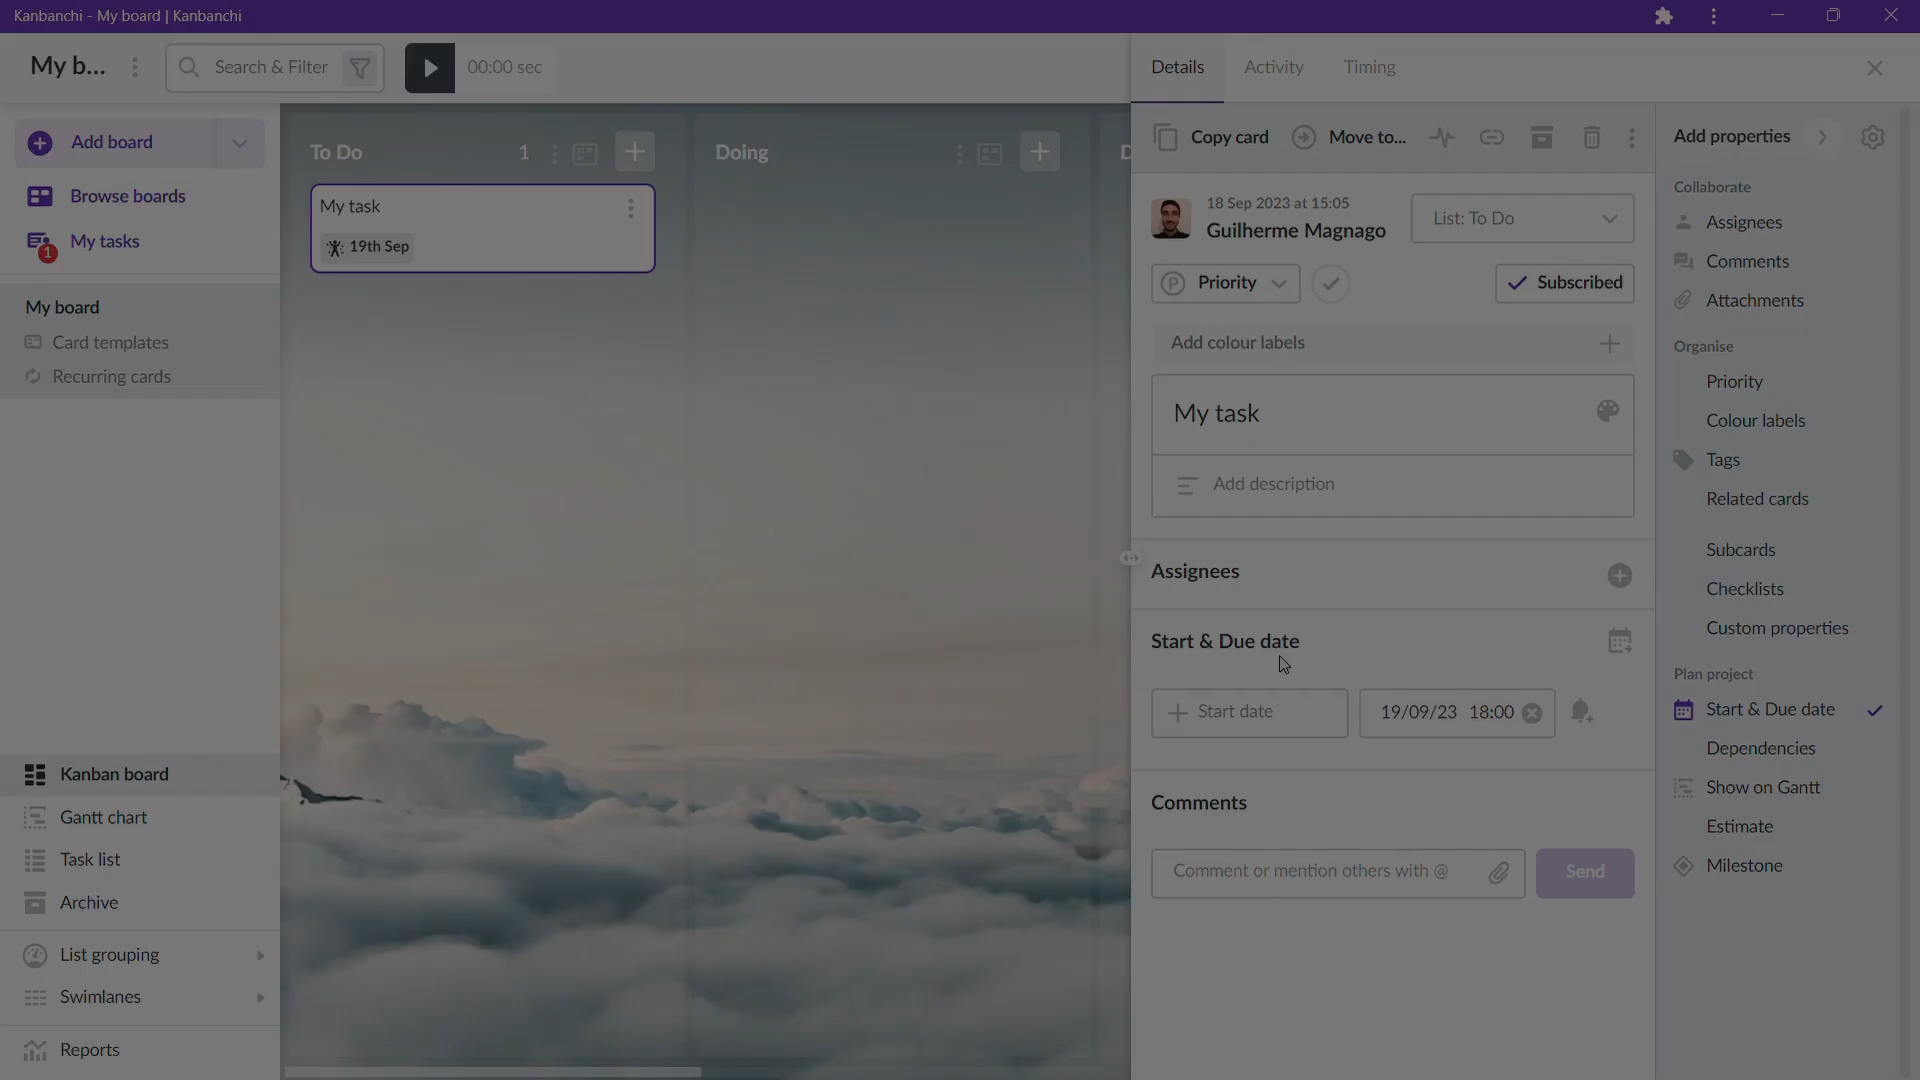 Kanbanchi - My board | Kanbanchi
My b...
Search & Filter
00:00 sec
Add board
Browse boards
My tasks
1
My board
Card templates
Recurring cards
Kanban board
Gantt chart
Task list
Archive
List grouping
Swimlanes
Reports
To Do 1
My task
19th Sep
Doing
D
Details Activity Timing
Copy card Move to...
18 Sep 2023 at 15:05
Guilherme Magnago
List: To Do
P Priority
Subscribed
Add colour labels
My task
Add description
Assignees
Start & Due date
Start date
19/09/23 18:00
Comments
Comment or mention others with @
Send
Add properties
Collaborate
Assignees
Comments
Attachments
Organise
Priority
Colour labels
Tags
Related cards
Subcards
Checklists
Custom properties
Plan project
Start & Due date
Dependencies
Show on Gantt
Estimate
Milestone